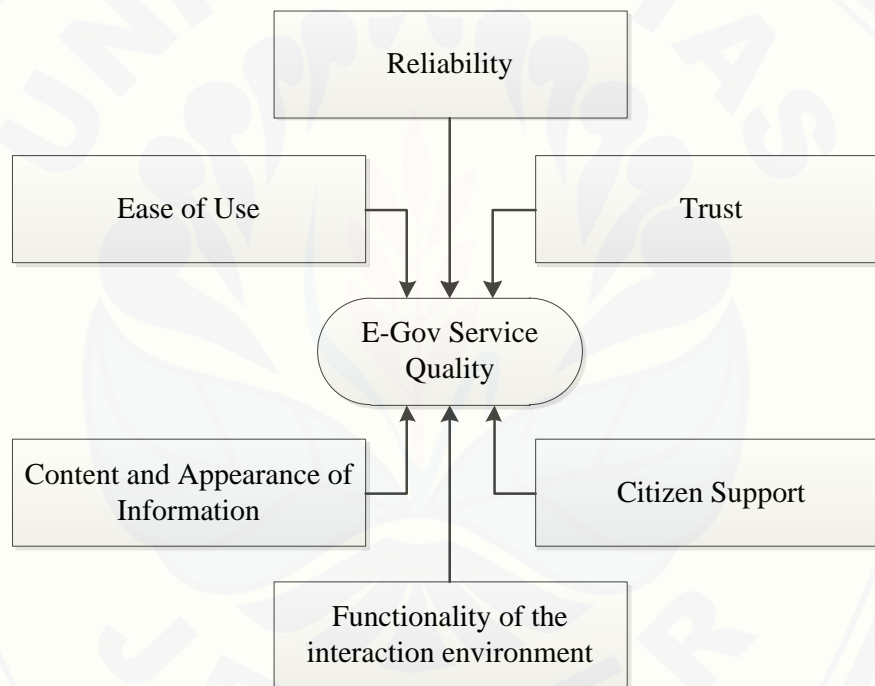 Reliability
Ease of Use
Trust
E-Gov Service
Quality
Content and Appearance of
Information
Citizen Support
Functionality of the
interaction environment